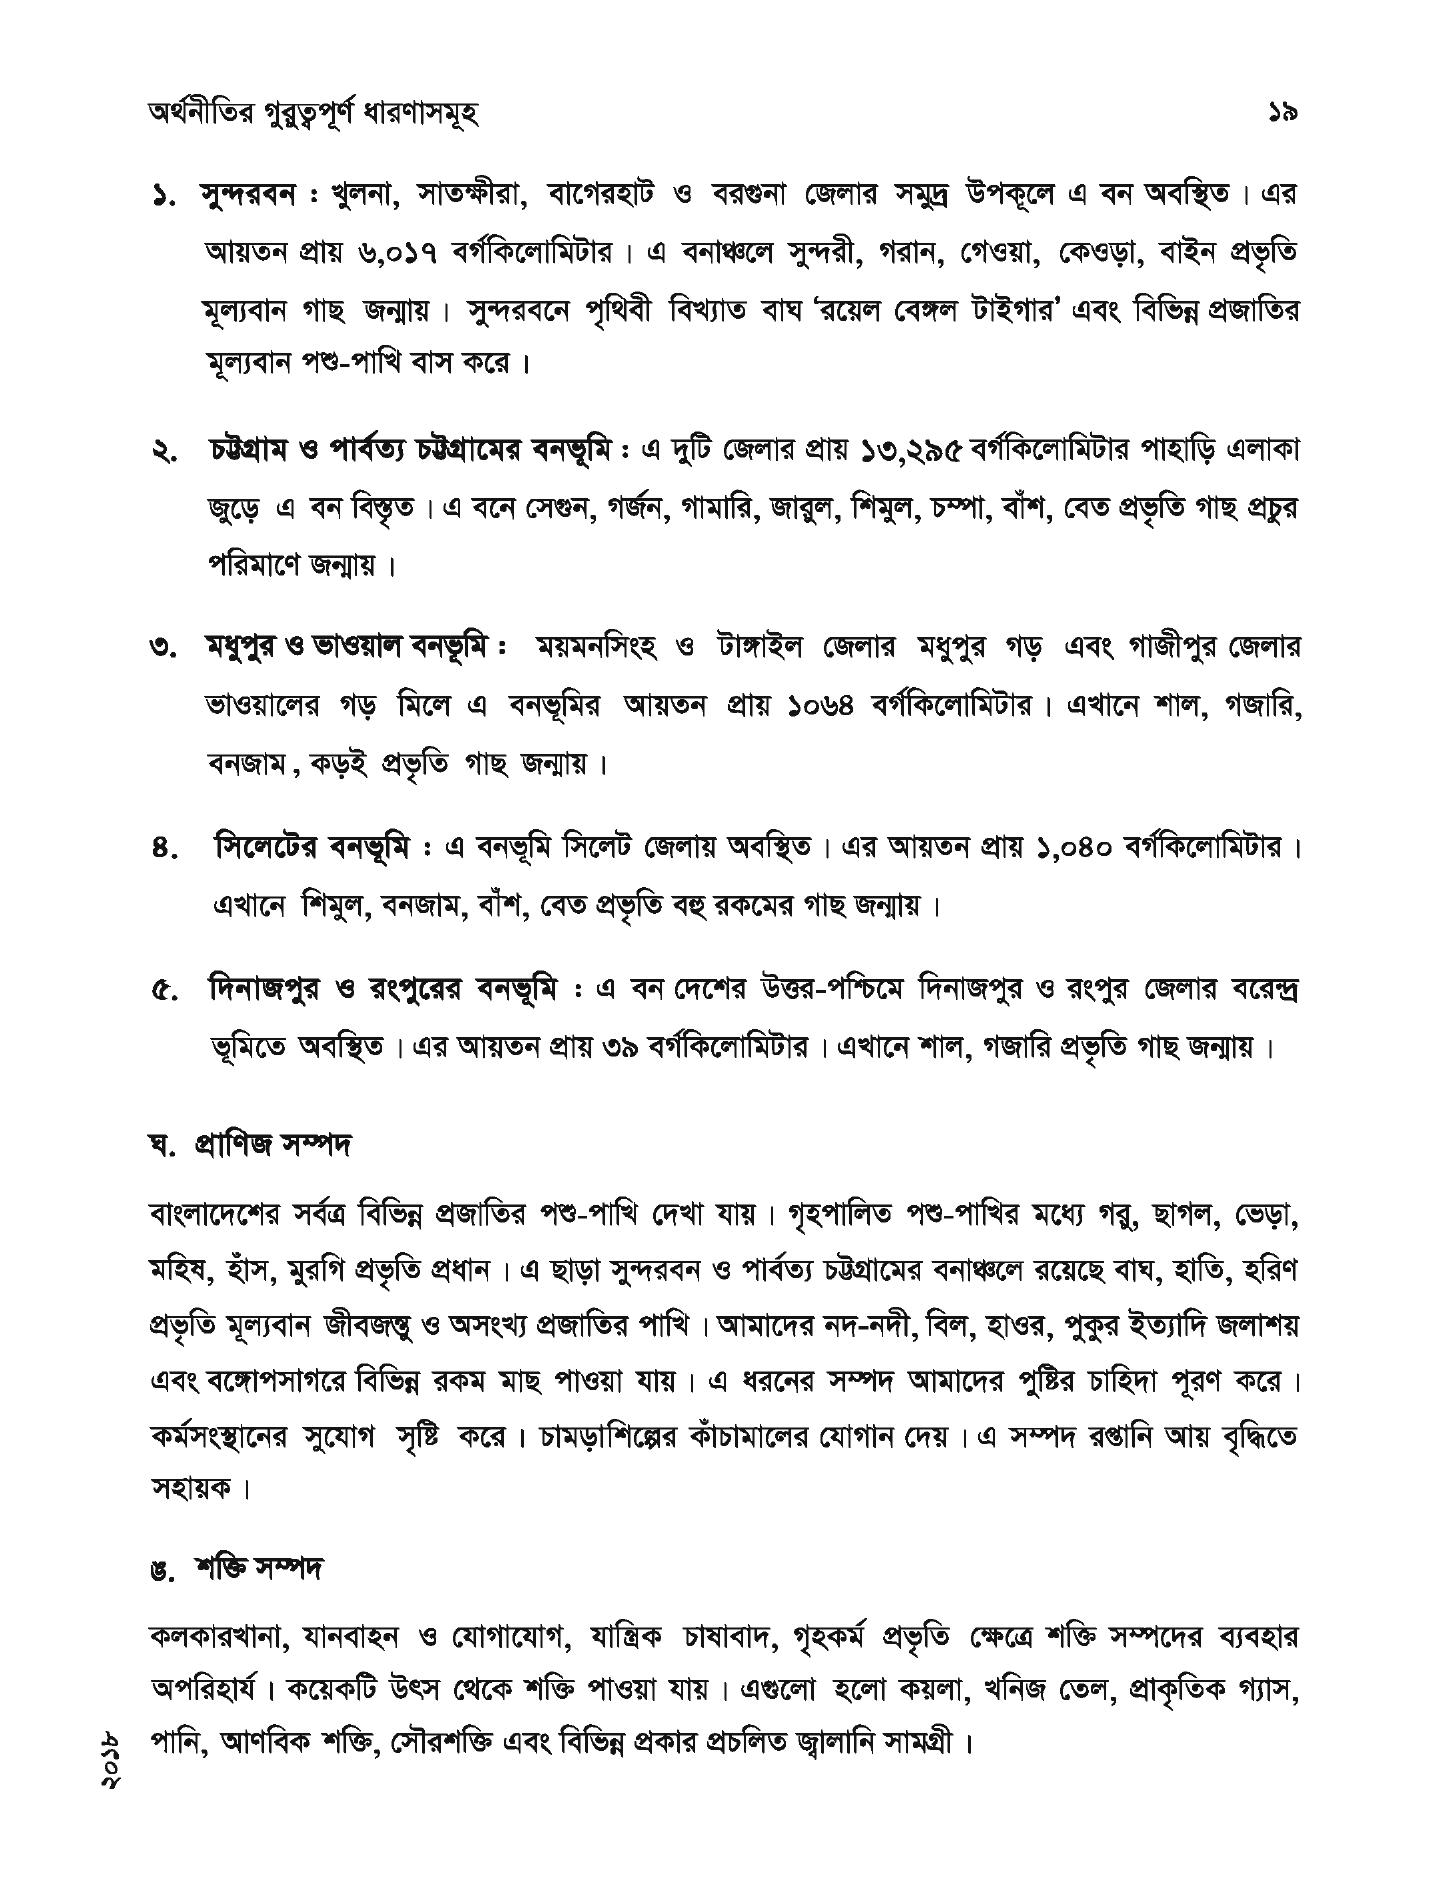 অর্থনীতির গুরুত্বপূর্ণ ধারণাসমূহ ১৯
১. সুন্দরবন : খুলনা, সাতক্ষীরা, বাগেরহাট ও বরগুনা জেলার সমুদ্র উপকূলে এ বন অবস্থিত। এর
আয়তন প্রায় ৬,০১৭ বর্গকিলোমিটার। এ বনাঞ্চলে সুন্দরী, গরান, গেওয়া, কেওড়া, বাইন প্রভৃতি
মূল্যবান গাছ জন্মায়। সুন্দরবনে পৃথিবী বিখ্যাত বাঘ ‘রয়েল বেঙ্গল টাইগার’ এবং বিভিন্ন প্রজাতির
মূল্যবান পশু-পাখি বাস করে।
২. চট্টগ্রাম ও পার্বত্য চট্টগ্রামের বনভূমি : এ দুটি জেলার প্রায় ১৩,২৯৫ বর্গকিলোমিটার পাহাড়ি এলাকা
জুড়ে এ বন বিস্তৃত। এ বনে সেগুন, গর্জন, গামারি, জারুল, শিমুল, চম্পা, বাঁশ, বেত প্রভৃতি গাছ প্রচুর
পরিমাণে জন্মায়।
৩. মধুপুর ও ভাওয়াল বনভূমি : ময়মনসিংহ ও টাঙ্গাইল জেলার মধুপুর গড় এবং গাজীপুর জেলার
ভাওয়ালের গড় মিলে এ বনভূমির আয়তন প্রায় ১০৬৪ বর্গকিলোমিটার। এখানে শাল, গজারি,
বনজাম, কড়ই প্রভৃতি গাছ জন্মায়।
৪. সিলেটের বনভূমি : এ বনভূমি সিলেট জেলায় অবস্থিত। এর আয়তন প্রায় ১,০৪০ বর্গকিলোমিটার।
এখানে শিমুল, বনজাম, বাঁশ, বেত প্রভৃতি বহু রকমের গাছ জন্মায়।
৫. দিনাজপুর ও রংপুরের বনভূমি : এ বন দেশের উত্তর-পশ্চিমে দিনাজপুর ও রংপুর জেলার বরেন্দ্র
ভূমিতে অবস্থিত। এর আয়তন প্রায় ৩৯ বর্গকিলোমিটার। এখানে শাল, গজারি প্রভৃতি গাছ জন্মায়।
ঘ. প্রাণিজ সম্পদ
বাংলাদেশের সর্বত্র বিভিন্ন প্রজাতির পশু-পাখি দেখা যায়। গৃহপালিত পশু-পাখির মধ্যে গরু, ছাগল, ভেড়া,
মহিষ, হাঁস, মুরগি প্রভৃতি প্রধান। এ ছাড়া সুন্দরবন ও পার্বত্য চট্টগ্রামের বনাঞ্চলে রয়েছে বাঘ, হাতি, হরিণ
প্রভৃতি মূল্যবান জীবজন্তু ও অসংখ্য প্রজাতির পাখি। আমাদের নদ-নদী, বিল, হাওর, পুকুর ইত্যাদি জলাশয়
এবং বঙ্গোপসাগরে বিভিন্ন রকম মাছ পাওয়া যায়। এ ধরনের সম্পদ আমাদের পুষ্টির চাহিদা পূরণ করে।
কর্মসংস্থানের সুযোগ সৃষ্টি করে। চামড়াশিল্পের কাঁচামালের যোগান দেয়। এ সম্পদ রপ্তানি আয় বৃদ্ধিতে
সহায়ক।
ঙ. শক্তি সম্পদ
কলকারখানা, যানবাহন ও যোগাযোগ, যান্ত্রিক চাষাবাদ, গৃহকর্ম প্রভৃতি ক্ষেত্রে শক্তি সম্পদের ব্যবহার
অপরিহার্য। কয়েকটি উৎস থেকে শক্তি পাওয়া যায়। এগুলো হলো কয়লা, খনিজ তেল, প্রাকৃতিক গ্যাস,
পানি, আণবিক শক্তি, সৌরশক্তি এবং বিভিন্ন প্রকার প্রচলিত জ্বালানি সামগ্রী।
২০১৮